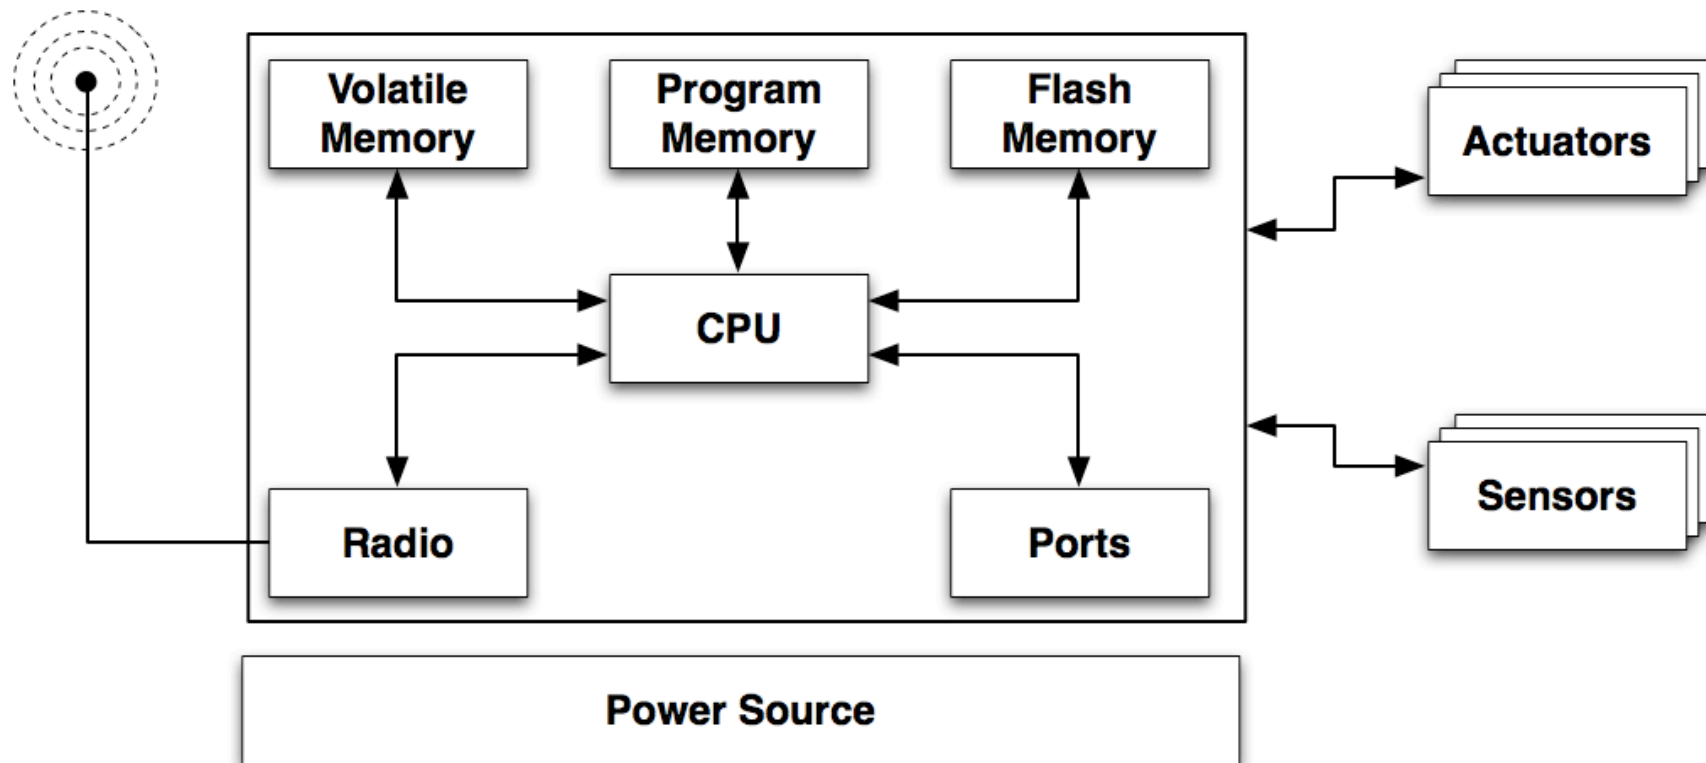 Volatile
Memory
Program
Memory
Flash
Memory
Actuators
CPU
Sensors
Radio
Ports
Power Source